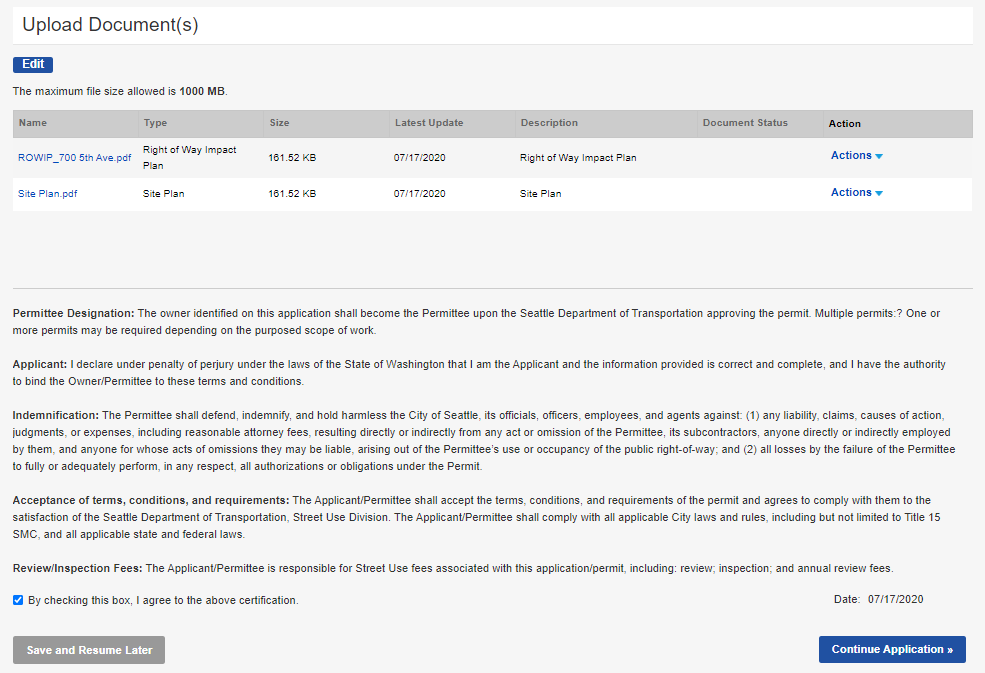 Upload Document(s)
Edit
The maximum file size allowed is 1000 MB.
Name Type Size Latest Update Description Document Status Action
ROWIP_700 5th Ave.pdf Right of Way Impact Plan 161.52 KB 07/17/2020 Right of Way Impact Plan Actions
Site Plan.pdf Site Plan 161.52 KB 07/17/2020 Site Plan Actions
Permittee Designation: The owner identified on this application shall become the Permittee upon the Seattle Department of Transportation approving the permit. Multiple permits:? One or
more permits may be required depending on the purposed scope of work.
Applicant: I declare under penalty of perjury under the laws of the State of Washington that I am the Applicant and the information provided is correct and complete, and I have the authority
to bind the Owner/Permittee to these terms and conditions.
Indemnification: The Permittee shall defend, indemnify, and hold harmless the City of Seattle, its officials, officers, employees, and agents against: (1) any liability, claims, causes of action,
judgments, or expenses, including reasonable attorney fees, resulting directly or indirectly from any act or omission of the Permittee, its subcontractors, anyone directly or indirectly employed
by them, and anyone for whose acts of omissions they may be liable, arising out of the Permittee's use or occupancy of the public right-of-way; and (2) all losses by the failure of the Permittee
to fully or adequately perform, in any respect, all authorizations or obligations under the Permit.
Acceptance of terms, conditions, and requirements: The Applicant/Permittee shall accept the terms, conditions, and requirements of the permit and agrees to comply with them to the
satisfaction of the Seattle Department of Transportation, Street Use Division. The Applicant/Permittee shall comply with all applicable City laws and rules, including but not limited to Title 15
SMC, and all applicable state and federal laws.
Review/Inspection Fees: The Applicant/Permittee is responsible for Street Use fees associated with this application/permit, including: review; inspection; and annual review fees.
By checking this box, I agree to the above certification. Date: 07/17/2020
Save and Resume Later Continue Application »